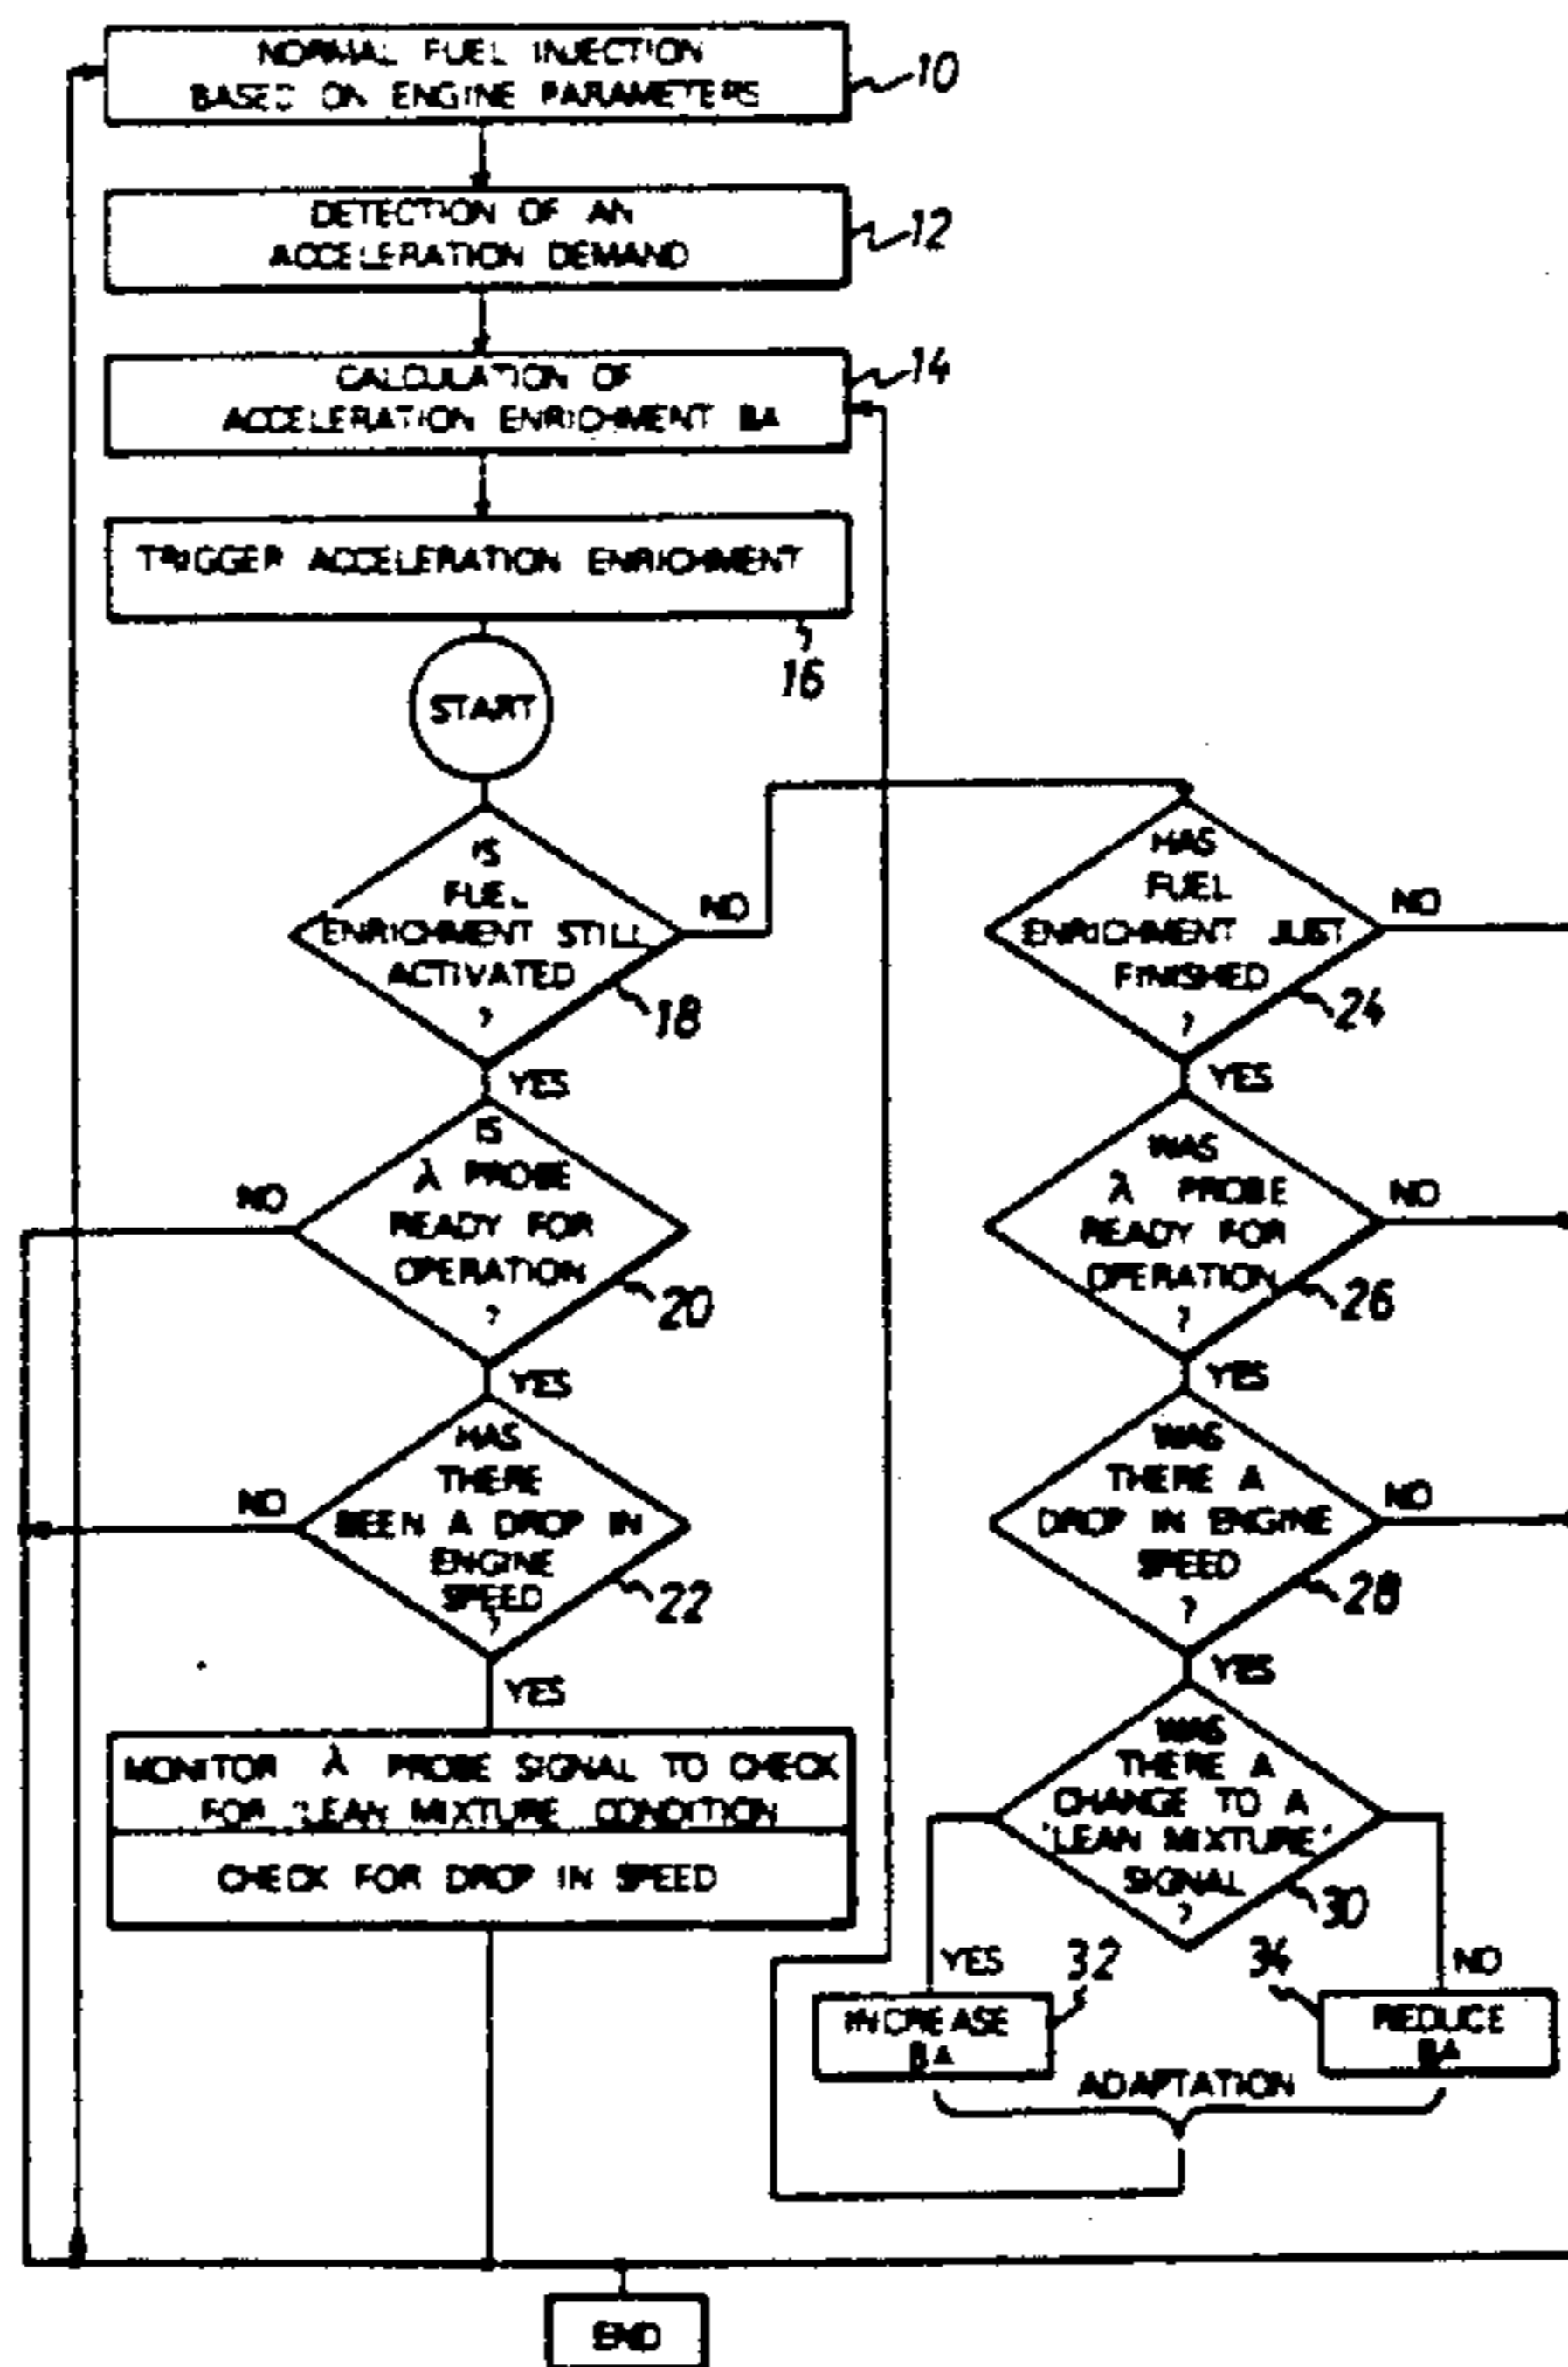 NORMAL FUEL INJECTION
BASED ON ENGINE PARAMETERS
10
DETECTION OF AN
ACCELERATION DEMAND
12
CALCULATION OF
ACCELERATION ENRICHMENT BA
14
TRIGGER ACCELERATION ENRICHMENT
16
START
IS
FUEL
ENRICHMENT STILL
ACTIVATED
?
18
NO
YES
IS
λ PROBE
READY FOR
OPERATION
?
20
NO
YES
HAS
THERE
BEEN A DROP IN
ENGINE
SPEED
?
22
NO
YES
MONITOR λ PROBE SIGNAL TO CHECK
FOR 'LEAN MIXTURE CONDITION
CHECK FOR DROP IN SPEED
HAS
FUEL
ENRICHMENT JUST
FINISHED
?
24
NO
YES
WAS
λ PROBE
READY FOR
OPERATION
?
26
NO
YES
WAS
THERE A
DROP IN ENGINE
SPEED
?
28
NO
YES
WAS
THERE A
CHANGE TO A
'LEAN MIXTURE'
SIGNAL
?
30
YES
32
34
NO
INCREASE
BA
REDUCE
BA
ADAPTATION
END